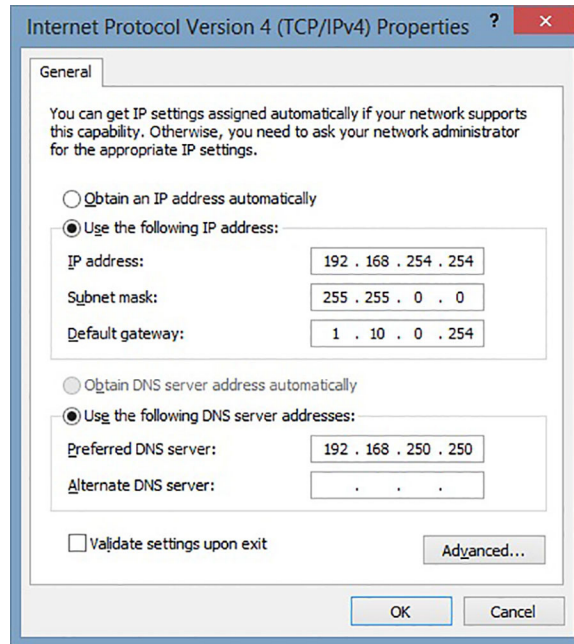 Internet Protocol Version 4 (TCP/IPv4) Properties ? ×
General
You can get IP settings assigned automatically if your network supports
this capability. Otherwise, you need to ask your network administrator
for the appropriate IP settings.
Obtain an IP address automatically
Use the following IP address:
IP address: 192 . 168 . 254 . 254
Subnet mask: 255 . 255 . 0 . 0
Default gateway: 1 . 10 . 0 . 254
Obtain DNS server address automatically
Use the following DNS server addresses:
Preferred DNS server: 192 . 168 . 250 . 250
Alternate DNS server: . . .
Validate settings upon exit
Advanced...
OK Cancel